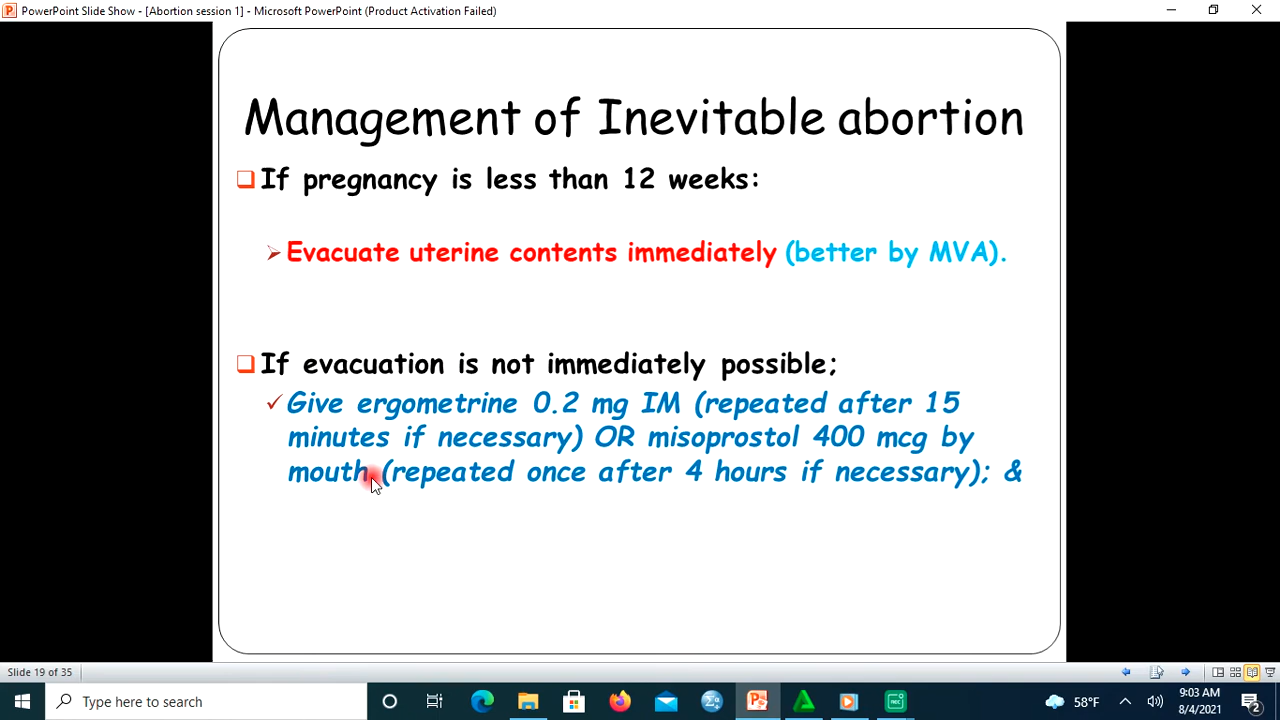 PowerPoint Slide Show - [Abortion session 1] - Microsoft PowerPoint (Product Activation Failed)
Management of Inevitable abortion
If pregnancy is less than 12 weeks:
Evacuate uterine contents immediately (better by MVA).
If evacuation is not immediately possible;
Give ergometrine 0.2 mg IM (repeated after 15
minutes if necessary) OR misoprostol 400 mcg by
mouth (repeated once after 4 hours if necessary); &
Slide 19 of 35
Type here to search
58°F
9:03 AM
8/4/2021
2